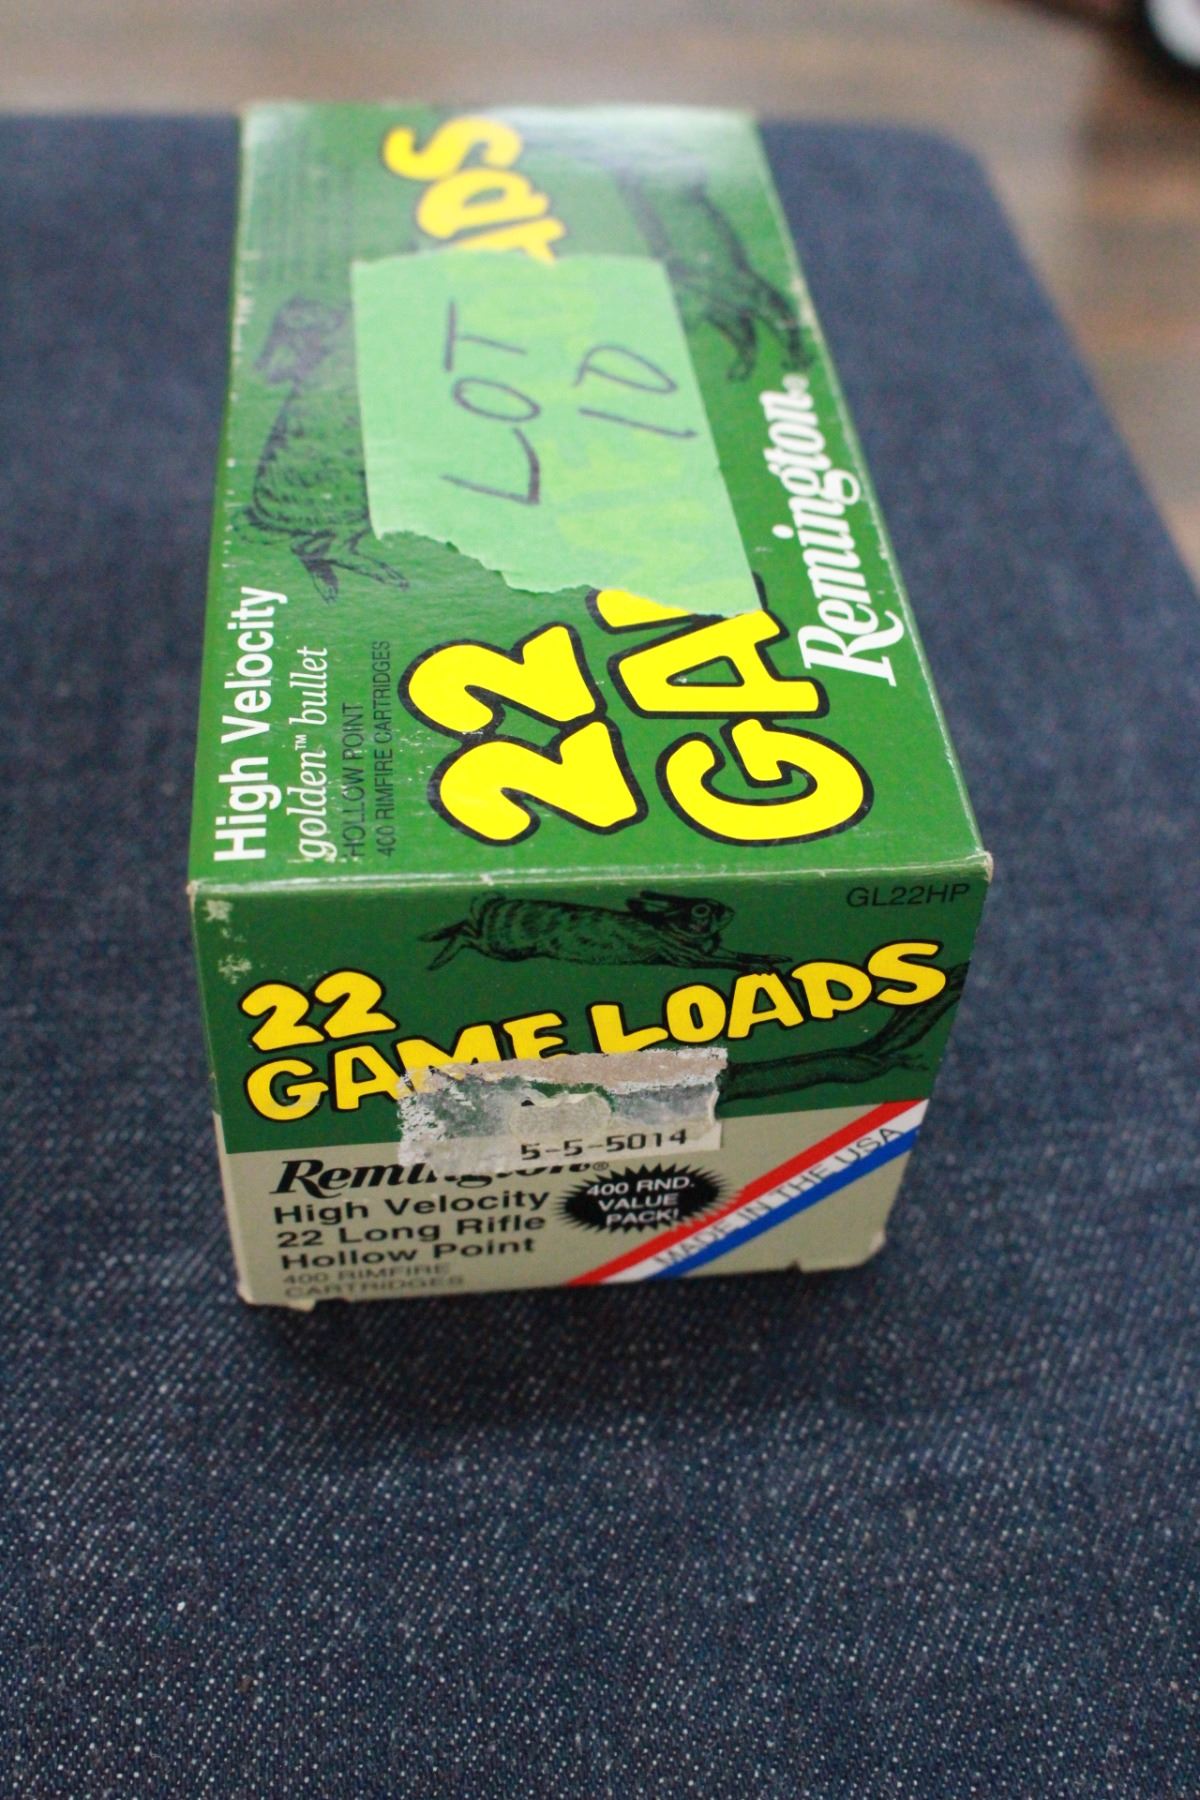 LOT
10
Remington®
22
GA
ADS
High Velocity
golden™ bullet
HOLLOW POINT
400 RIMFIRE CARTRIDGES
GL22HP
22
GAME LOADS
5-5-5014
Remington®
High Velocity
22 Long Rifle
Hollow Point
400 RIMFIRE
CARTRIDGES
400 RND.
VALUE
PACK!
MADE IN THE USA